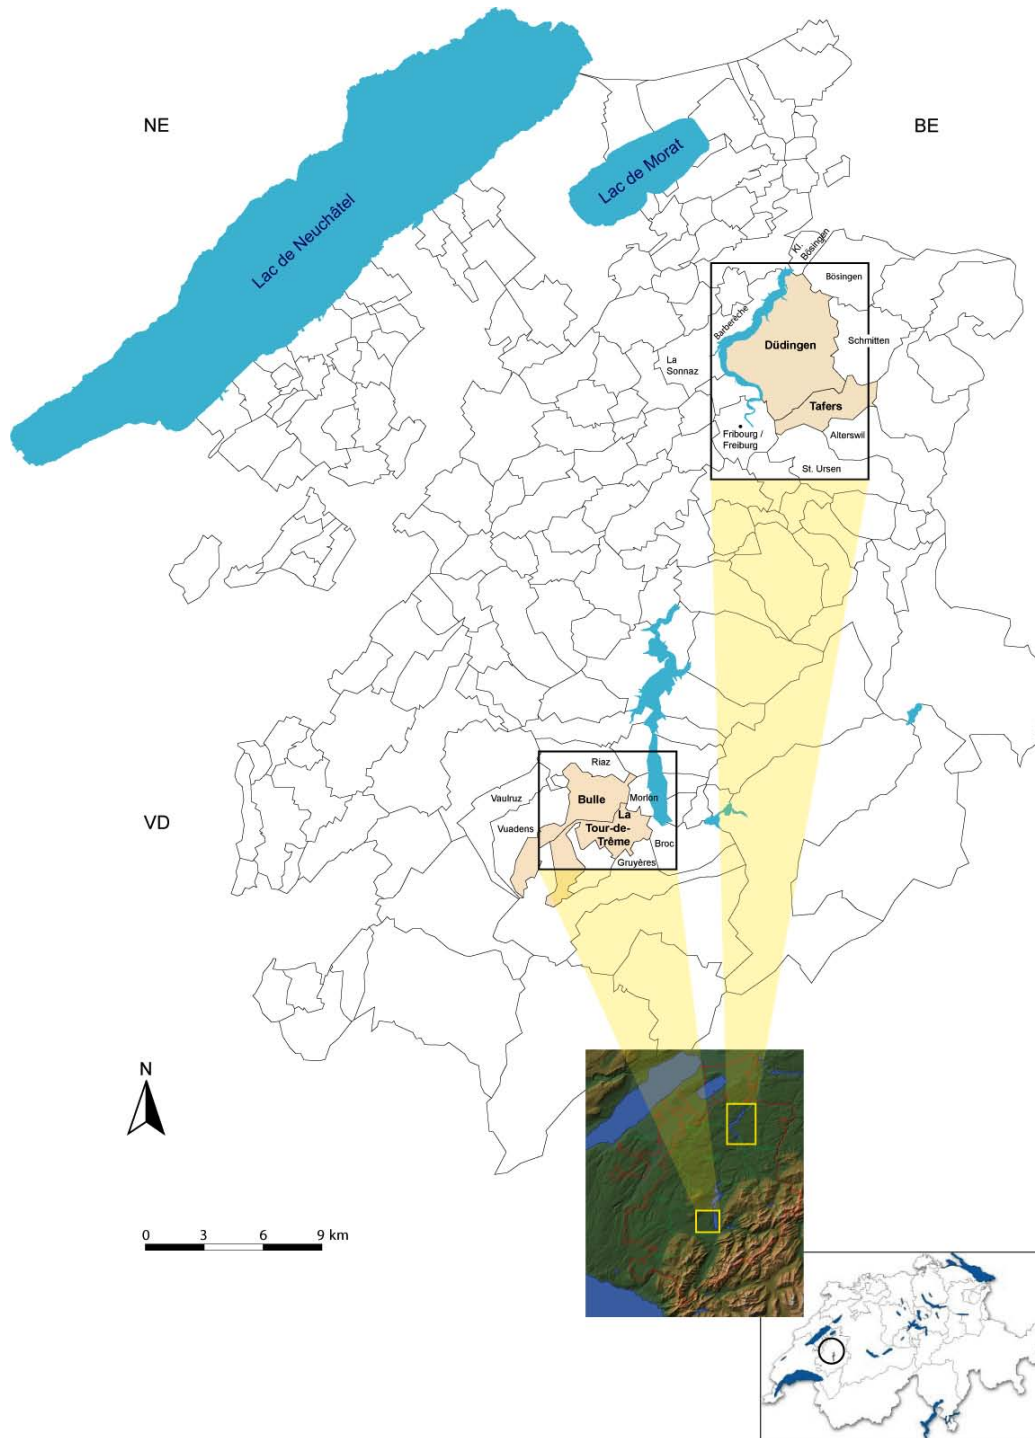 NE
BE
Lac de Neuchâtel
Lac de Morat
Kl.
Bösingen
Bösingen
Barberêche
Düdingen
Schmitten
La
Sonnaz
Tafers
Fribourg /
Freiburg
Alterswil
St. Ursen
Riaz
Vaulruz
Bulle
Morlon
VD
Vuadens
La
Tour-de-
Trême
Broc
Gruyères
N
0 3 6 9 km